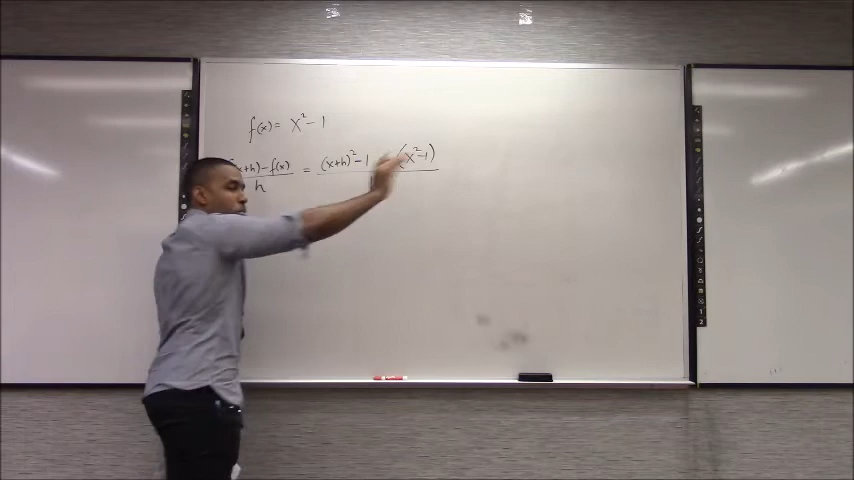 f(x)= x²-1
f(x+h)-f(x) / h = (x+h)²-1 (x²-1)